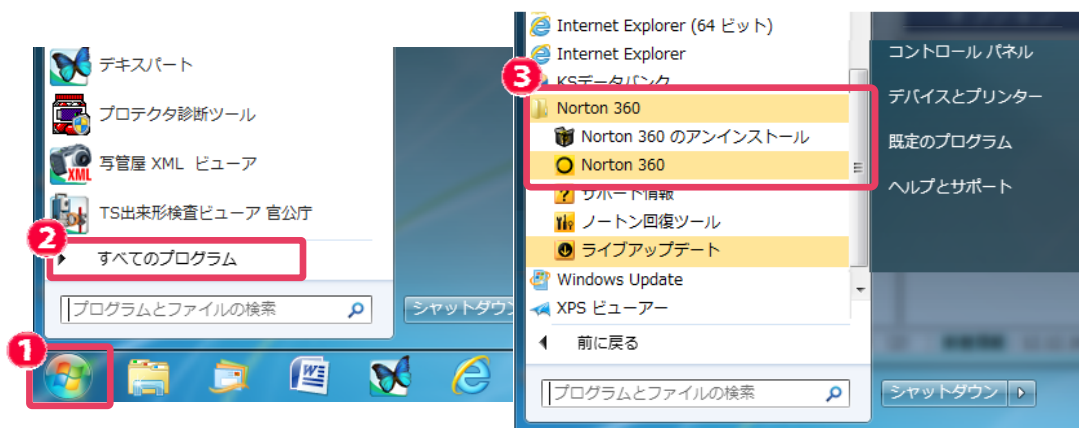 デキスパート
プロテクタ診断ツール
写管屋 XML ビューア
XML
TS出来形検査ビューア 官公庁
2
すべてのプログラム
プログラムとファイルの検索
シャットダウン
1
W
Internet Explorer (64 ビット)
Internet Explorer
3
KSデータバンク
Norton 360
Norton 360 のアンインストール
Norton 360
サポート情報
ノートン回復ツール
ライブアップデート
Windows Update
XPS ビューアー
前に戻る
プログラムとファイルの検索
コントロール パネル
デバイスとプリンター
既定のプログラム
ヘルプとサポート
シャットダウン